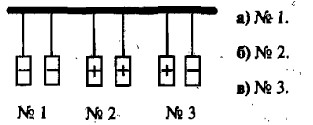 − − + + + −
№ 1 № 2 № 3
а) № 1.
б) № 2.
в) № 3.